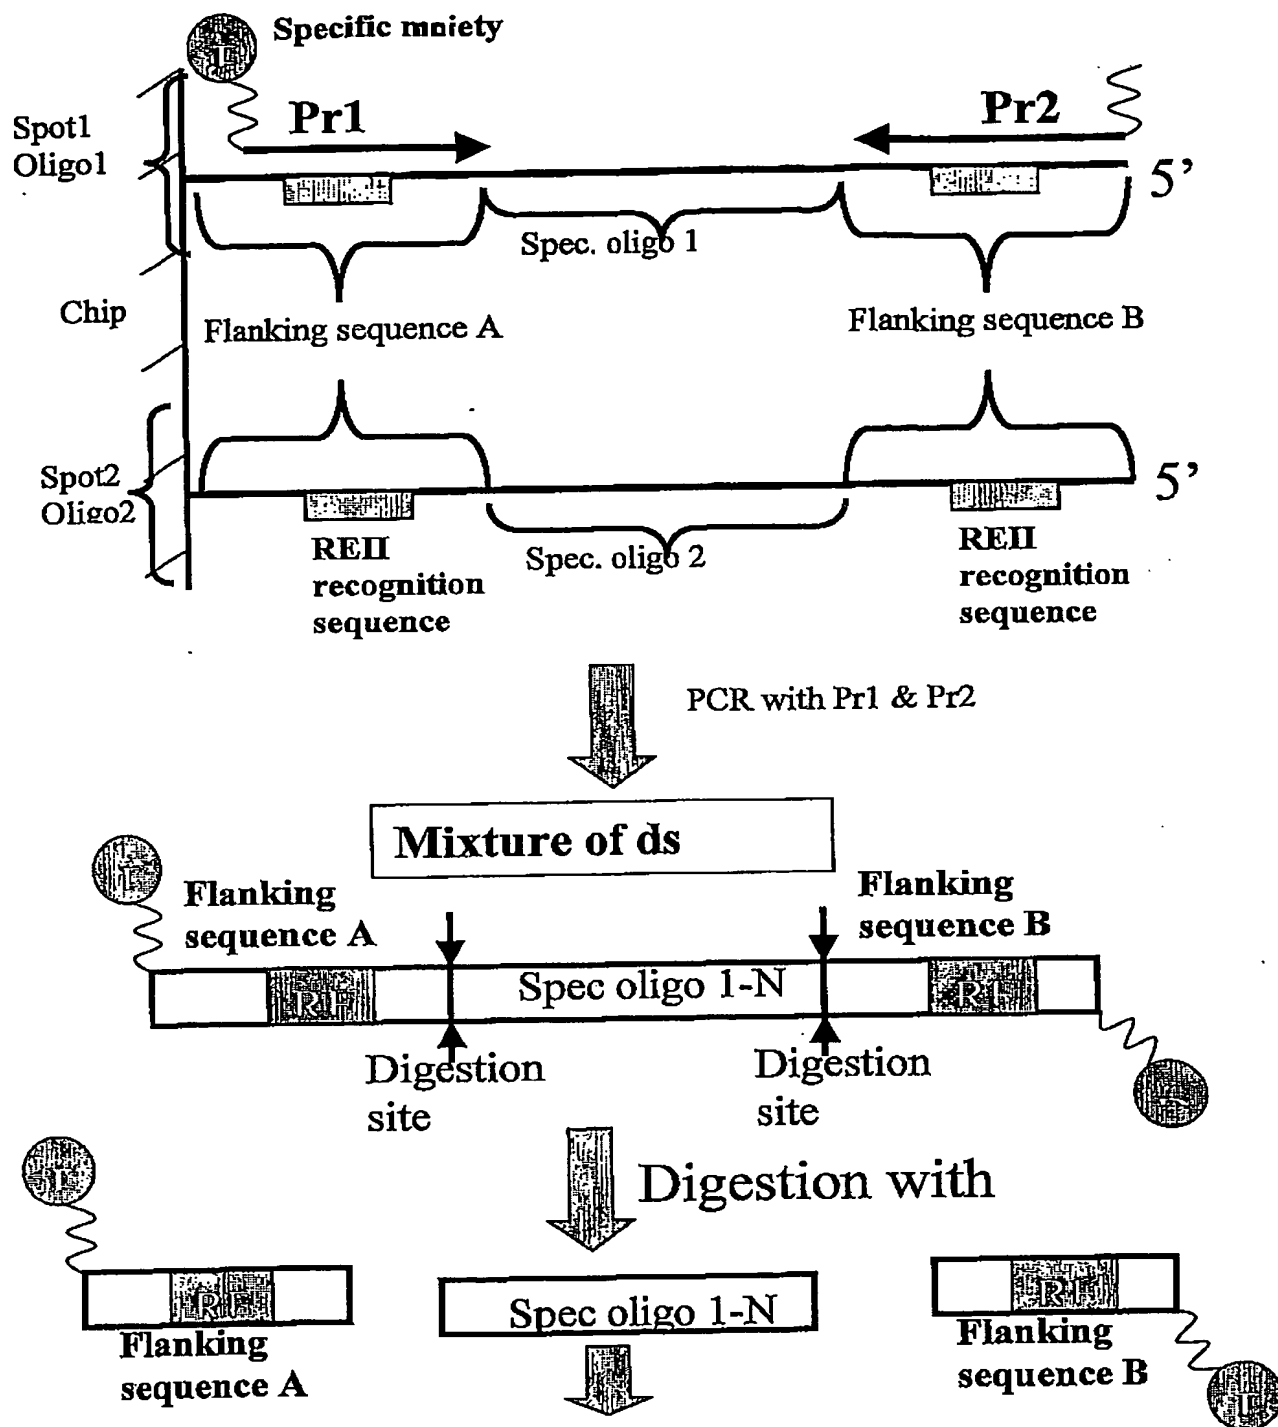 Specific moiety
Pr1
Pr2
Spot1
Oligo1
5'
Spec. oligo 1
Chip
Flanking sequence A
Flanking sequence B
Spot2
Oligo2
5'
Spec. oligo 2
REII
recognition
sequence
REII
recognition
sequence
PCR with Pr1 & Pr2
Mixture of ds
Flanking
sequence A
Flanking
sequence B
Spec oligo 1-N
Digestion
site
Digestion
site
Digestion with
Spec oligo 1-N
Flanking
sequence A
Flanking
sequence B